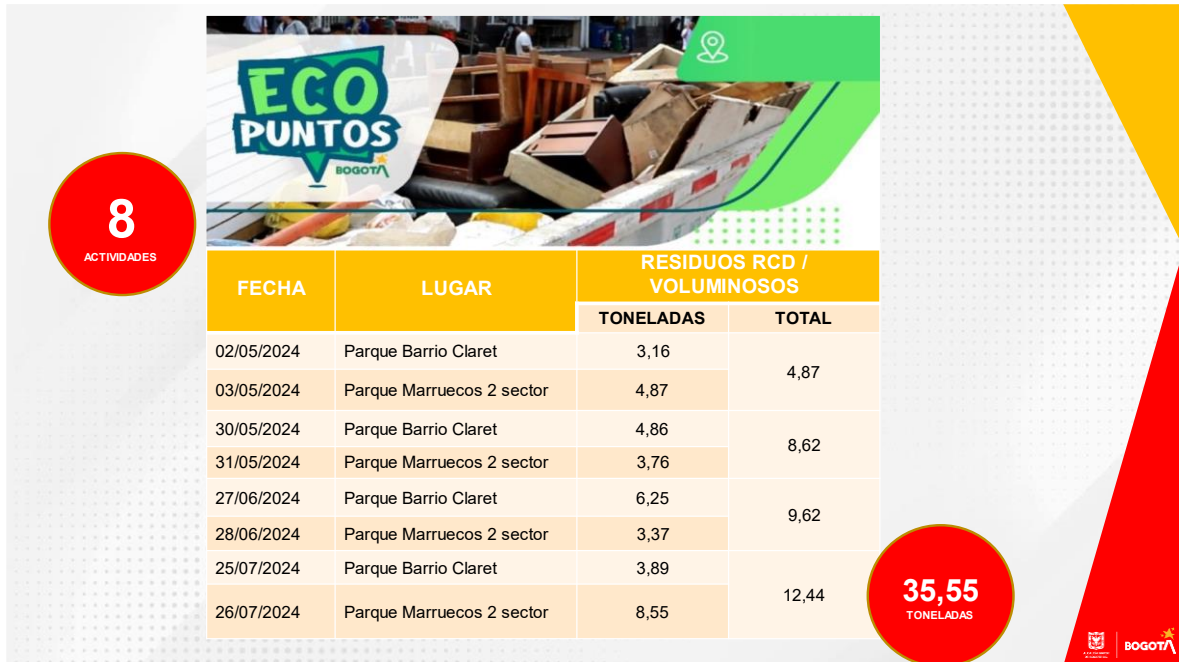 ECO
PUNTOS
BOGOTA
8
ACTIVIDADES
FECHA
LUGAR
RESIDUOS RCD /
VOLUMINOSOS
TONELADAS
TOTAL
02/05/2024 Parque Barrio Claret 3,16
4,87
03/05/2024 Parque Marruecos 2 sector 4,87
30/05/2024 Parque Barrio Claret 4,86
8,62
31/05/2024 Parque Marruecos 2 sector 3,76
27/06/2024 Parque Barrio Claret 6,25
9,62
28/06/2024 Parque Marruecos 2 sector 3,37
25/07/2024 Parque Barrio Claret 3,89
12,44
26/07/2024 Parque Marruecos 2 sector 8,55
35,55
TONELADAS
BOGOTA